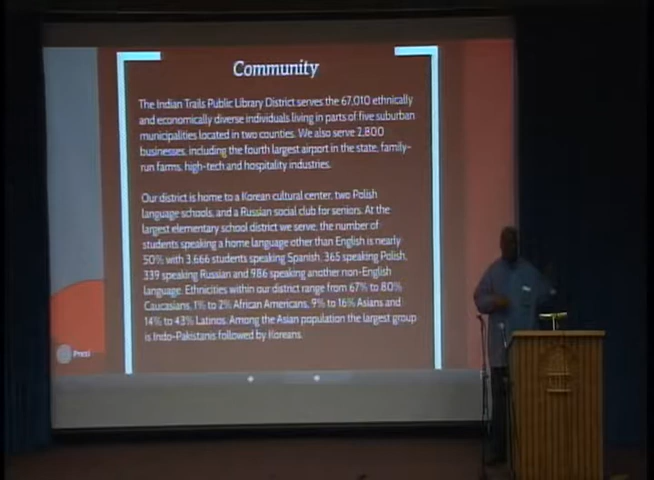 Community
The Indian Trails Public Library District serves the 67,010 ethnically
and economically diverse individuals living in parts of five suburban
municipalities located in two counties. We also serve 2,800
businesses, including the fourth largest airport in the state, family-
run farms, high-tech and hospitality industries.
Our district is home to a Korean cultural center, two Polish
language schools, and a Russian social club for seniors. At the
largest elementary school district we serve, the number of
students speaking a home language other than English is nearly
50% with 3,666 students speaking Spanish, 365 speaking Polish,
339 speaking Russian and 986 speaking another non-English
language. Ethnicities within our district range from 67% to 80%
Caucasians, 1% to 2% African Americans, 9% to 16% Asians and
14% to 43% Latinos. Among the Asian population the largest group
is Indo-Pakistanis followed by Koreans.
Prezi